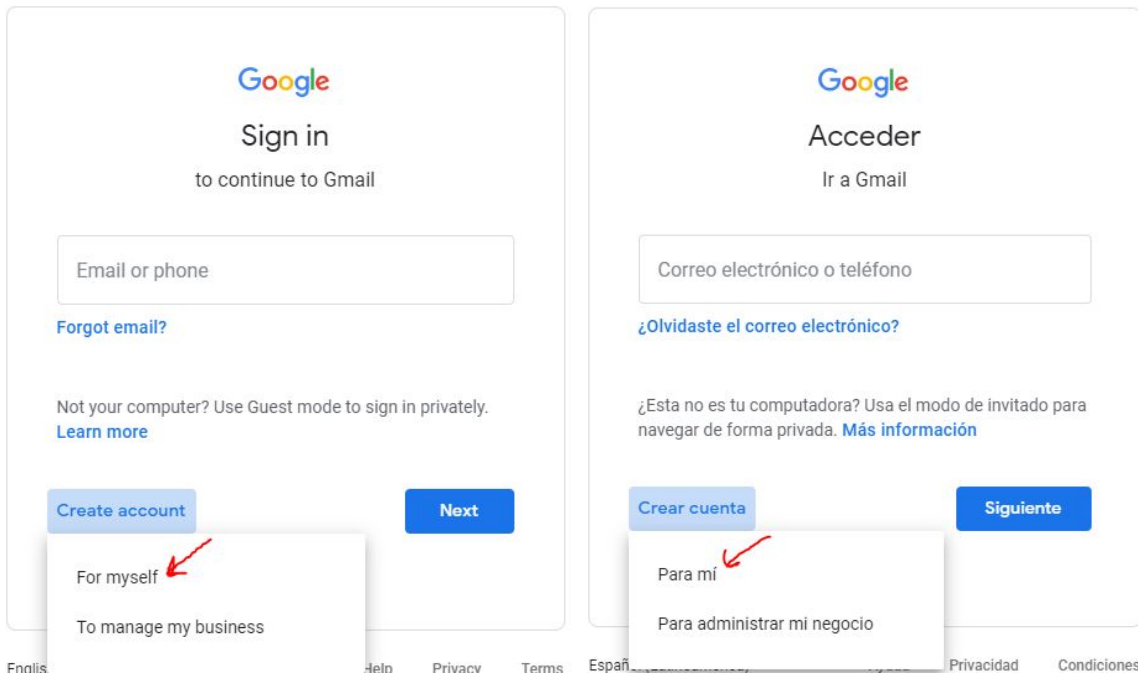 Google
Sign in
to continue to Gmail
Email or phone
Forgot email?
Not your computer? Use Guest mode to sign in privately.
Learn more
Create account
Next
For myself
To manage my business
Help
Privacy
Terms
Google
Acceder
Ir a Gmail
Correo electrónico o teléfono
¿Olvidaste el correo electrónico?
¿Esta no es tu computadora? Usa el modo de invitado para
navegar de forma privada. Más información
Crear cuenta
Siguiente
Para mí
Para administrar mi negocio
Privacidad
Condiciones